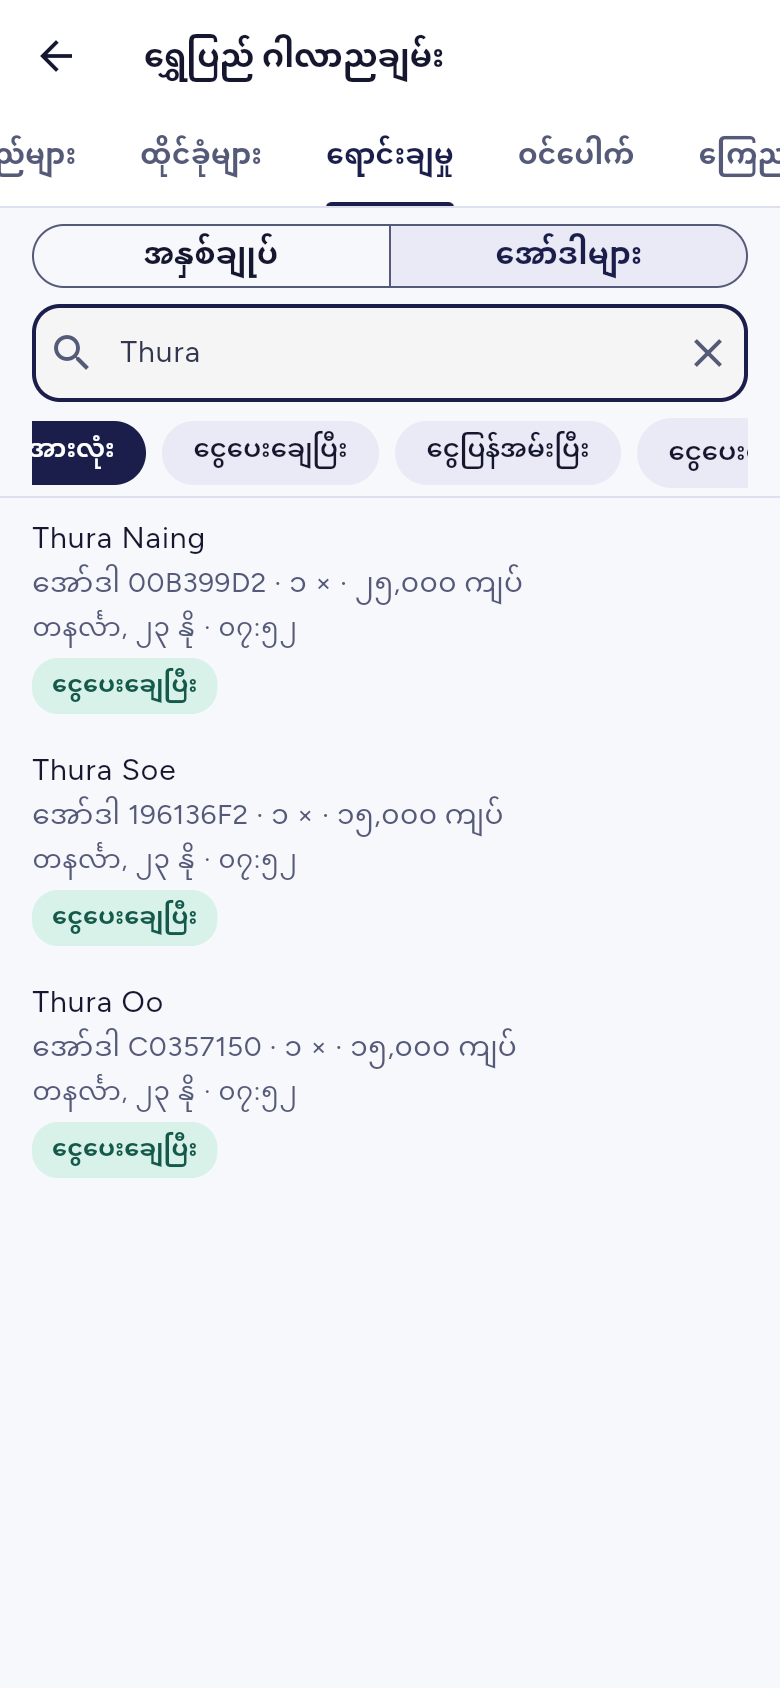 ရွှေပြည် ဂါလာညချမ်း
ထိုင်ခုံများ ရောင်းချမှု ဝင်ပေါက်
အနှစ်ချုပ် အော်ဒါများ
Thura
အားလုံး ငွေပေးချေပြီး ငွေပြန်အမ်းပြီး
Thura Naing
အော်ဒါ 00B399D2 · ၁ × · ၂၅,၀၀၀ ကျပ်
တနင်္လာ, ၂၃ နို · ၀၇:၅၂
ငွေပေးချေပြီး
Thura Soe
အော်ဒါ 196136F2 · ၁ × · ၁၅,၀၀၀ ကျပ်
တနင်္လာ, ၂၃ နို · ၀၇:၅၂
ငွေပေးချေပြီး
Thura Oo
အော်ဒါ C0357150 · ၁ × · ၁၅,၀၀၀ ကျပ်
တနင်္လာ, ၂၃ နို · ၀၇:၅၂
ငွေပေးချေပြီး